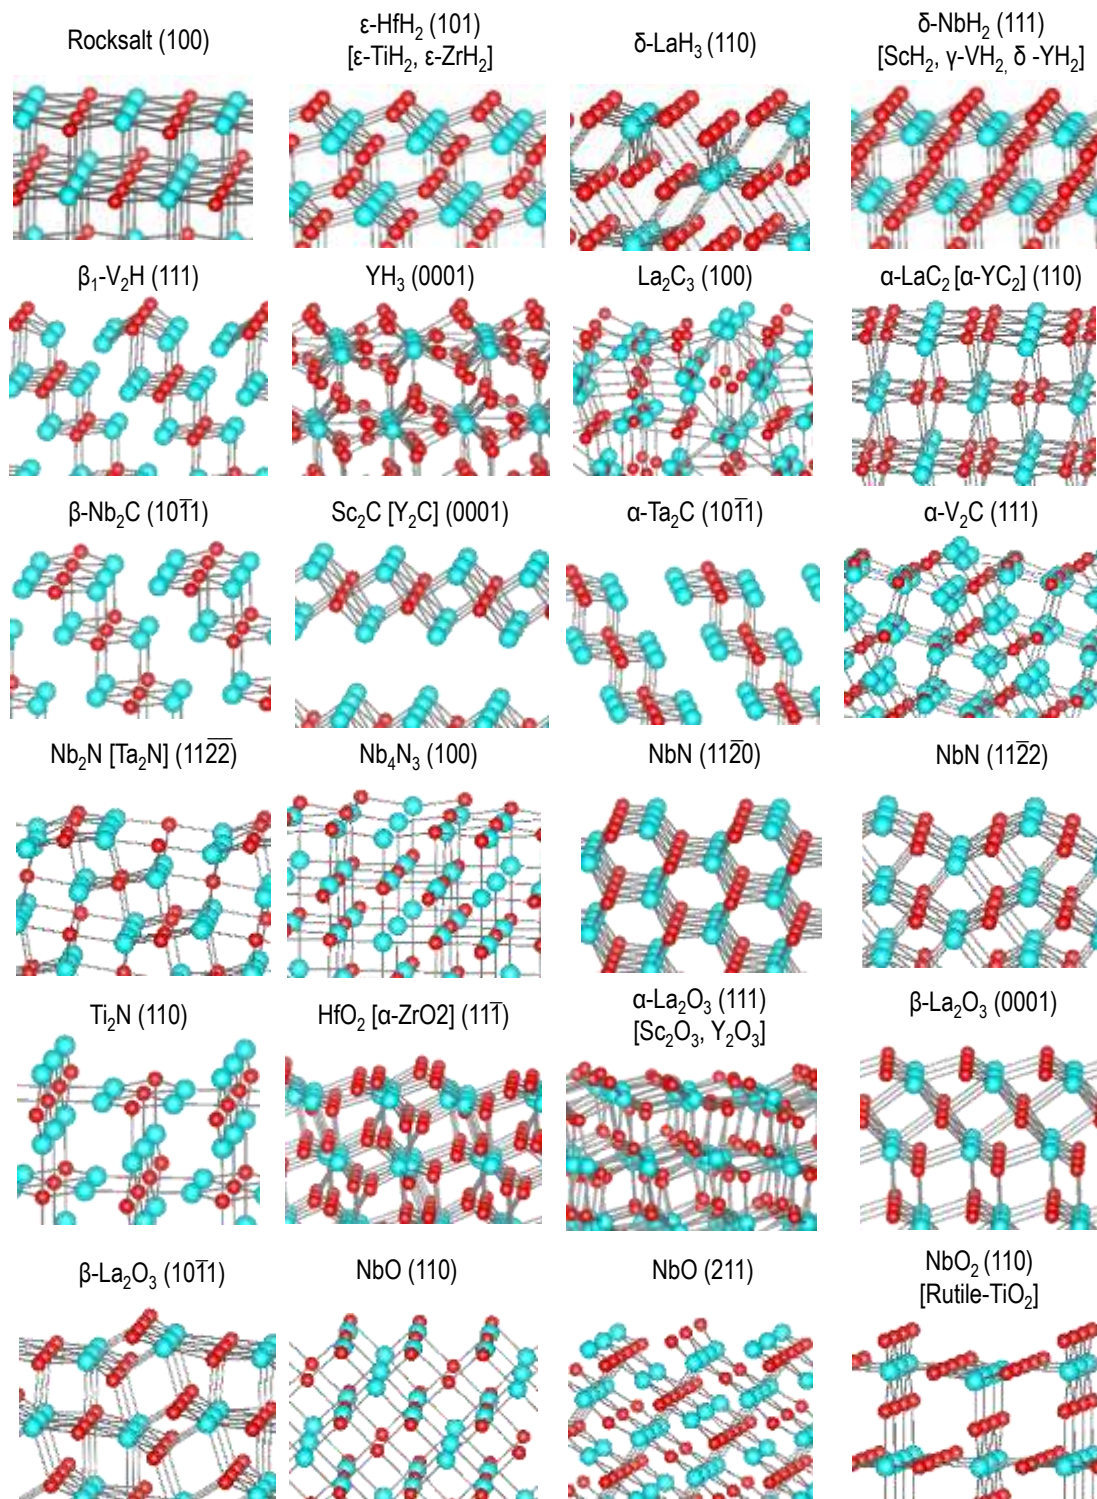 Rocksalt (100)
ε-HfH₂ (101)
[ε-TiH₂, ε-ZrH₂]
δ-LaH₃ (110)
δ-NbH₂ (111)
[ScH₂, γ-VH₂, δ -YH₂]
β₁-V₂H (111)
YH₃ (0001)
La₂C₃ (100)
α-LaC₂ [α-YC₂] (110)
β-Nb₂C (101̅1)
Sc₂C [Y₂C] (0001)
α-Ta₂C (101̅1)
α-V₂C (111)
Nb₂N [Ta₂N] (112̅2̅)
Nb₄N₃ (100)
NbN (112̅0)
NbN (112̅2)
Ti₂N (110)
HfO₂ [α-ZrO2] (111̅)
α-La₂O₃ (111)
[Sc₂O₃, Y₂O₃]
β-La₂O₃ (0001)
β-La₂O₃ (101̅1)
NbO (110)
NbO (211)
NbO₂ (110)
[Rutile-TiO₂]